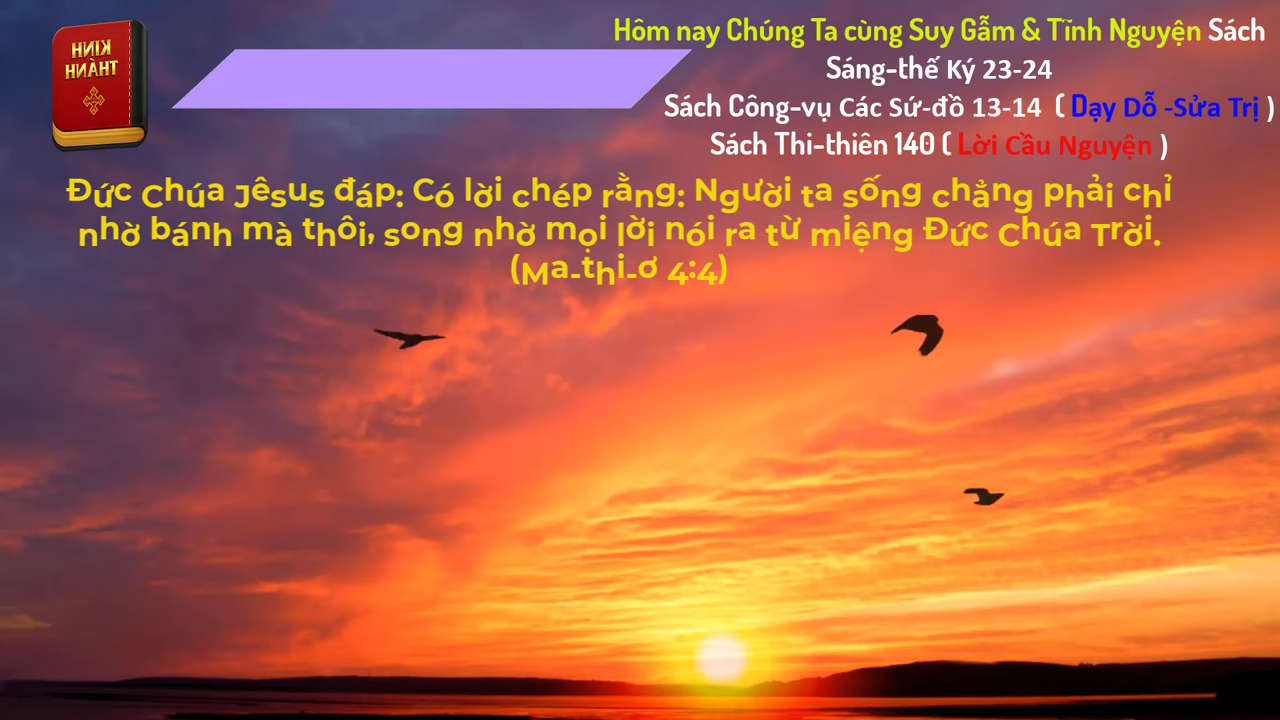 KINH
THÀNH
Hôm nay Chúng Ta cùng Suy Gẫm & Tĩnh Nguyện Sách
Sáng-thế Ký 23-24
Sách Công-vụ Các Sứ-đồ 13-14 ( Dạy Dỗ -Sửa Trị )
Sách Thi-thiên 140 ( Lời Cầu Nguyện )
Đức Chúa Jêsus đáp: Có lời chép rằng: Người ta sống chẳng phải chỉ
nhờ bánh mà thôi, song nhờ mọi lời nói ra từ miệng Đức Chúa Trời.
(Ma-thi-ơ 4:4)